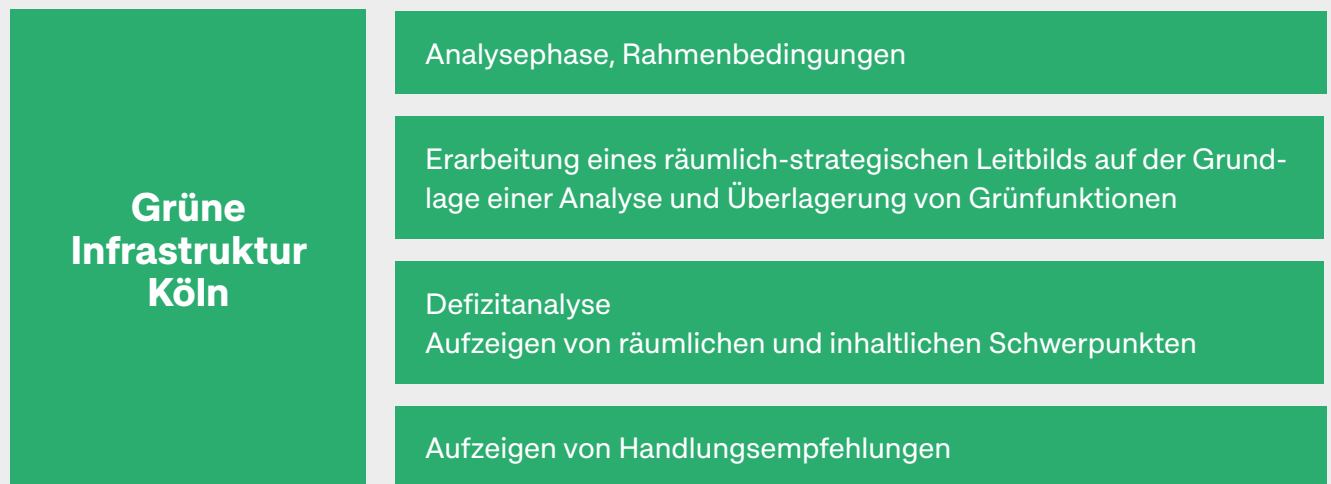 Grüne
Infrastruktur
Köln
Analysephase, Rahmenbedingungen
Erarbeitung eines räumlich-strategischen Leitbilds auf der Grund-
lage einer Analyse und Überlagerung von Grünfunktionen
Defizitanalyse
Aufzeigen von räumlichen und inhaltlichen Schwerpunkten
Aufzeigen von Handlungsempfehlungen